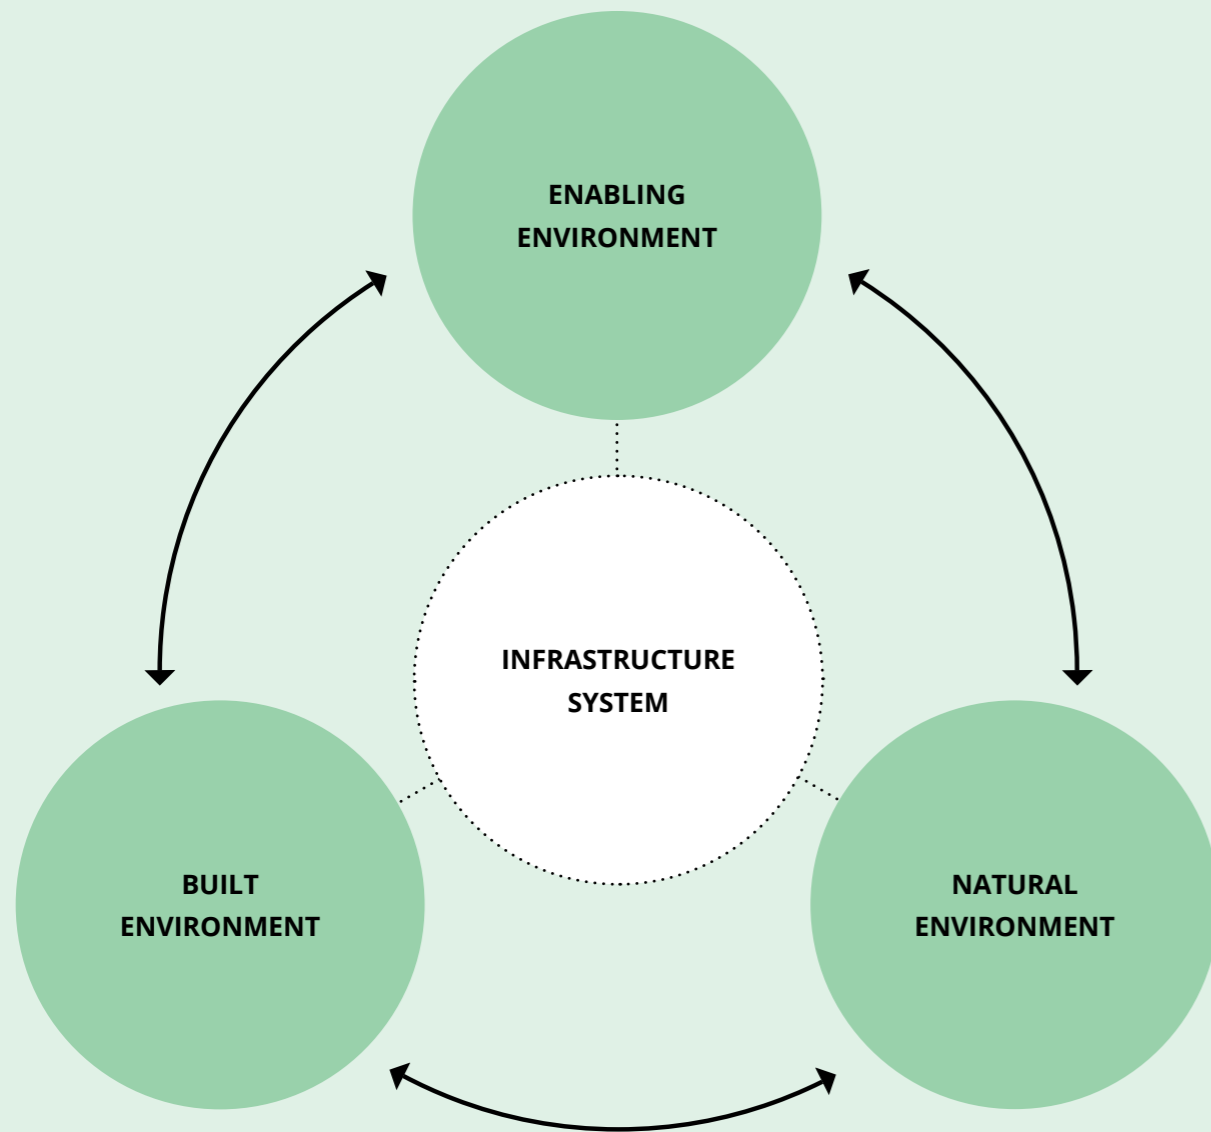 ENABLING
ENVIRONMENT
INFRASTRUCTURE
SYSTEM
BUILT
ENVIRONMENT
NATURAL
ENVIRONMENT